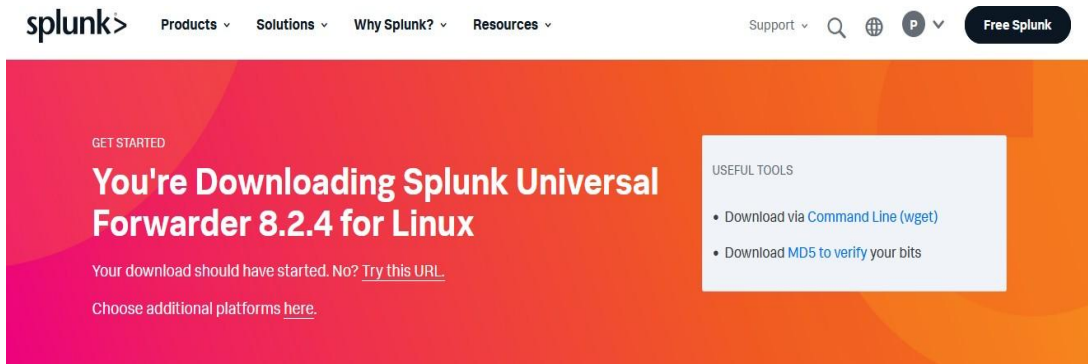 splunk>
Products
Solutions
Why Splunk?
Resources
Support
P
Free Splunk
GET STARTED
You're Downloading Splunk Universal
Forwarder 8.2.4 for Linux
Your download should have started. No? Try this URL.
Choose additional platforms here.
USEFUL TOOLS
• Download via Command Line (wget)
• Download MD5 to verify your bits